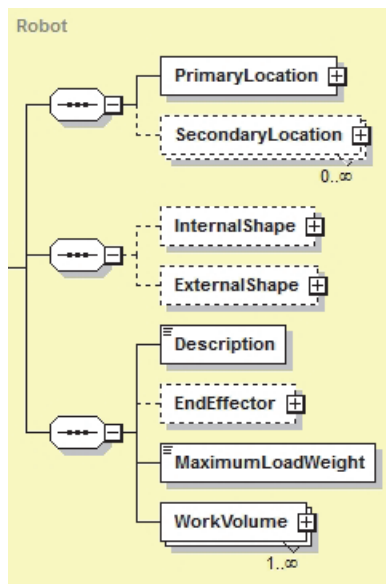 Robot
PrimaryLocation
SecondaryLocation
0..∞
InternalShape
ExternalShape
Description
EndEffector
MaximumLoadWeight
WorkVolume
1..∞